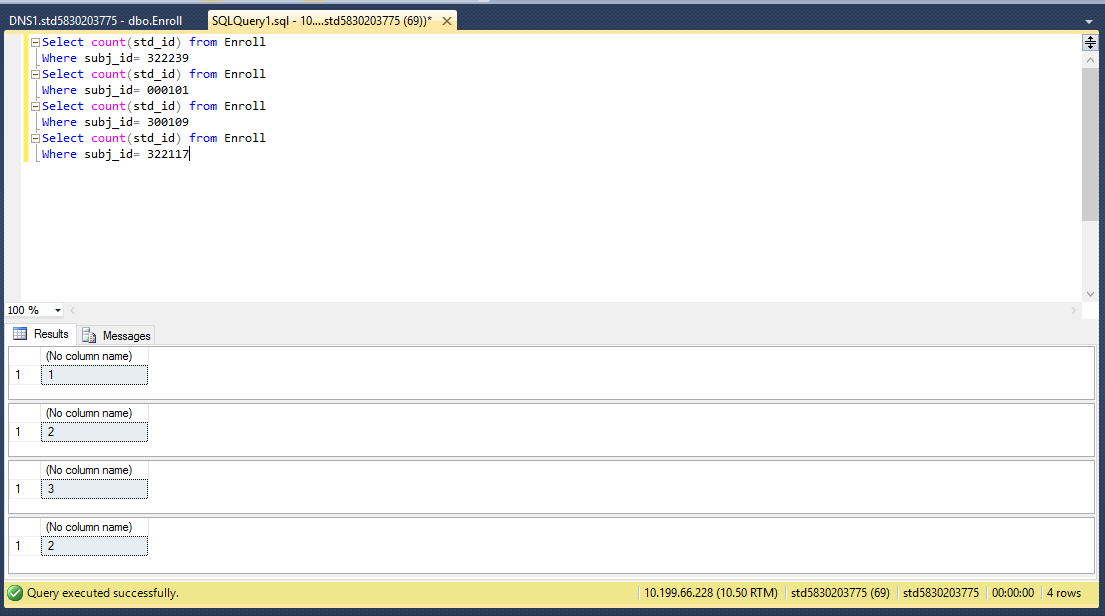 DNS1.std5830203775 - dbo.Enroll
SQLQuery1.sql - 10....std5830203775 (69))*
Select count(std_id) from Enroll
Where subj_id= 322239
Select count(std_id) from Enroll
Where subj_id= 000101
Select count(std_id) from Enroll
Where subj_id= 300109
Select count(std_id) from Enroll
Where subj_id= 322117
100 %
Results
Messages
(No column name)
1 1
(No column name)
1 2
(No column name)
1 3
(No column name)
1 2
Query executed successfully.
10.199.66.228 (10.50 RTM)
std5830203775 (69)
std5830203775
00:00:00
4 rows